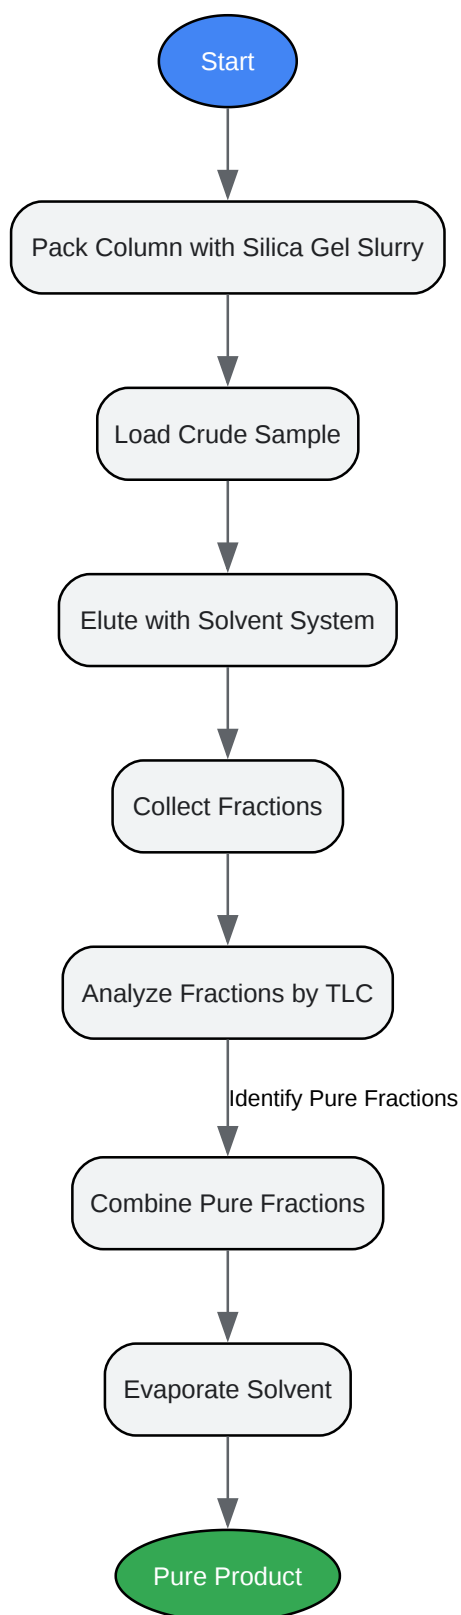 Start
Pack Column with Silica Gel Slurry
Load Crude Sample
Elute with Solvent System
Collect Fractions
Analyze Fractions by TLC
Identify Pure Fractions
Combine Pure Fractions
Evaporate Solvent
Pure Product